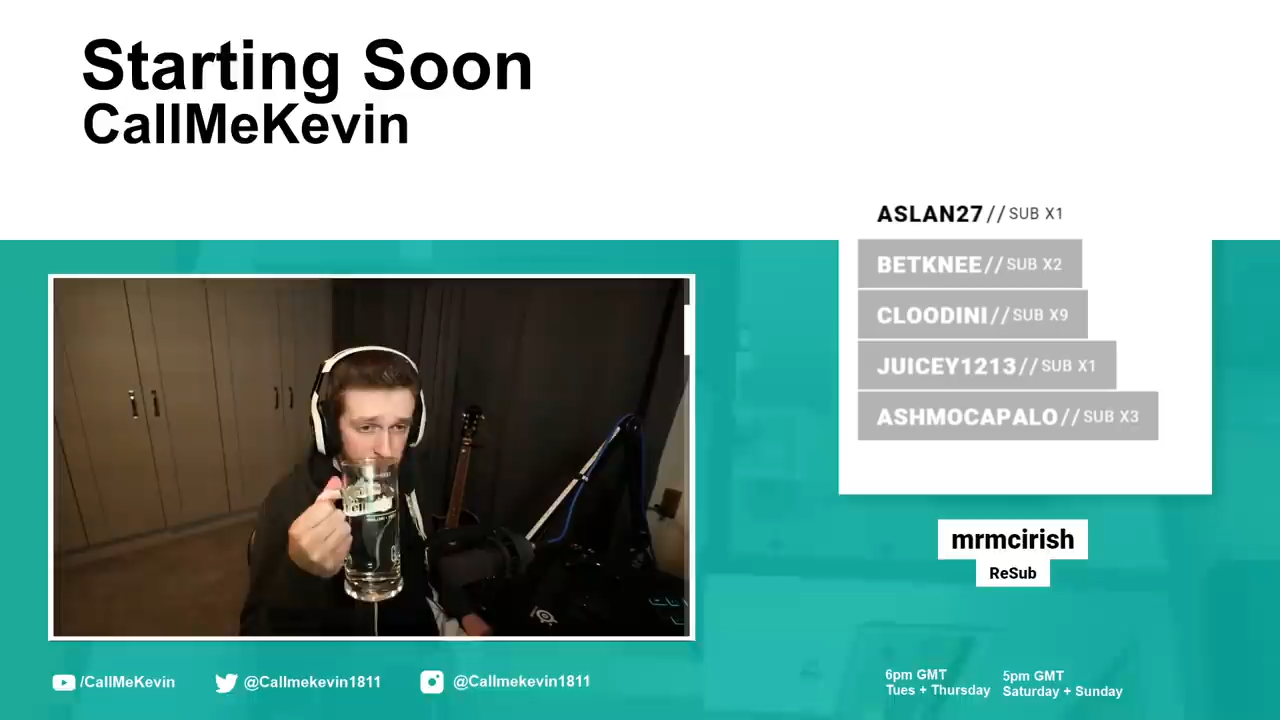 Starting Soon
CallMeKevin
ASLAN27//SUB X1
BETKNEE//SUB X2
CLOODINI//SUB X9
JUICEY1213//SUB X1
ASHMOCAPALO//SUB X3
mrmcirish
ReSub
/CallMeKevin
@Callmekevin1811
@Callmekevin1811
6pm GMT
Tues + Thursday
5pm GMT
Saturday + Sunday